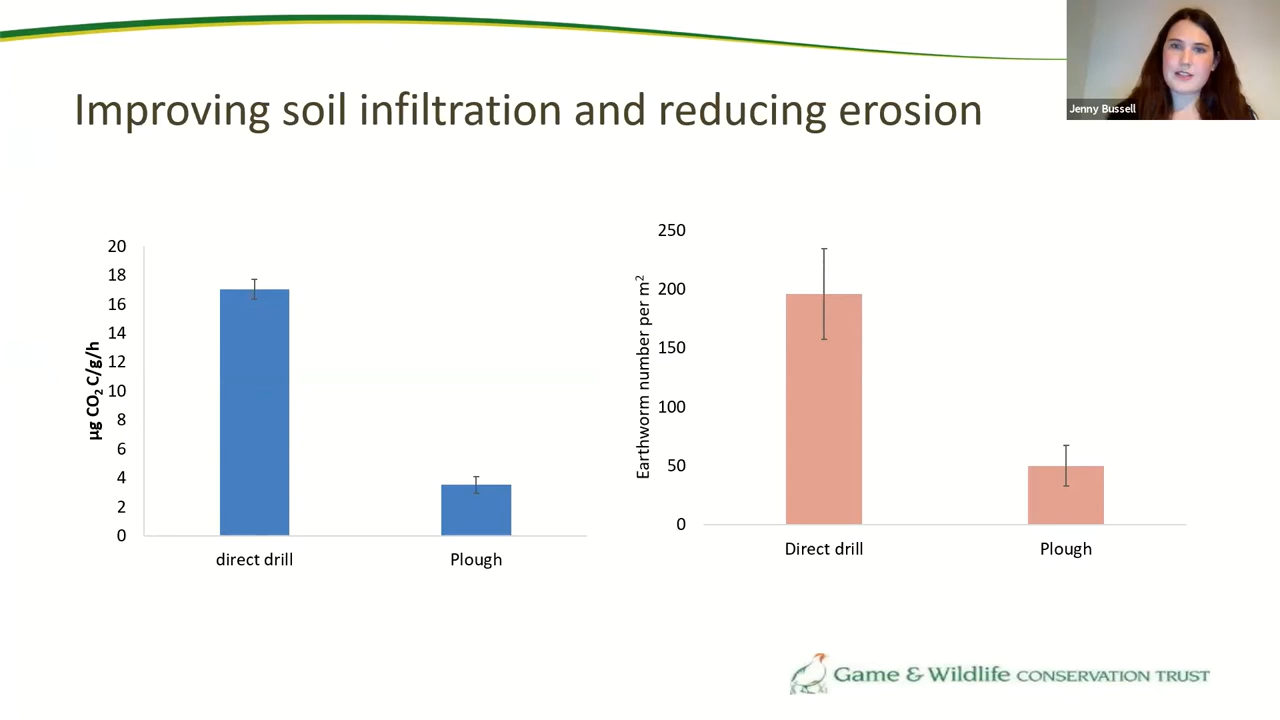 Jenny Bussell
Improving soil infiltration and reducing erosion
µg CO₂ C/g/h
20
18
16
14
12
10
8
6
4
2
0
direct drill
Plough
Earthworm number per m²
250
200
150
100
50
0
Direct drill
Plough
Game & Wildlife CONSERVATION TRUST